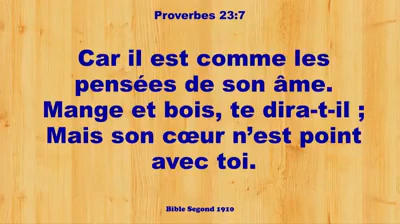 Proverbes 23:7
Car il est comme les
pensées de son âme.
Mange et bois, te dira-t-il ;
Mais son cœur n’est point
avec toi.
Bible Segond 1910